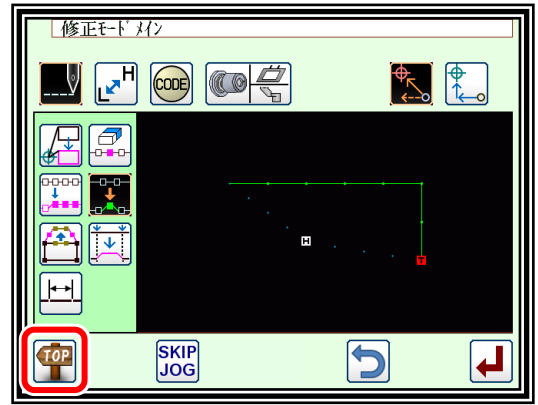 修正ﾓｰﾄﾞ ﾒｲﾝ
H
CODE
H
T
TOP
SKIP
JOG